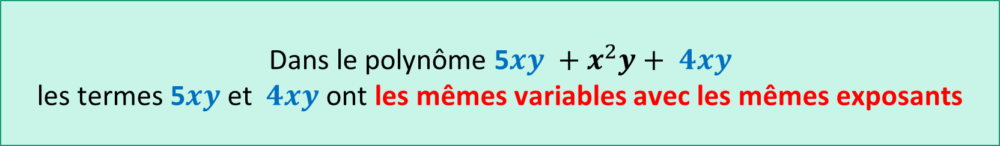 Dans le polynôme 5xy + x²y + 4xy
les termes 5xy et 4xy ont les mêmes variables avec les mêmes exposants